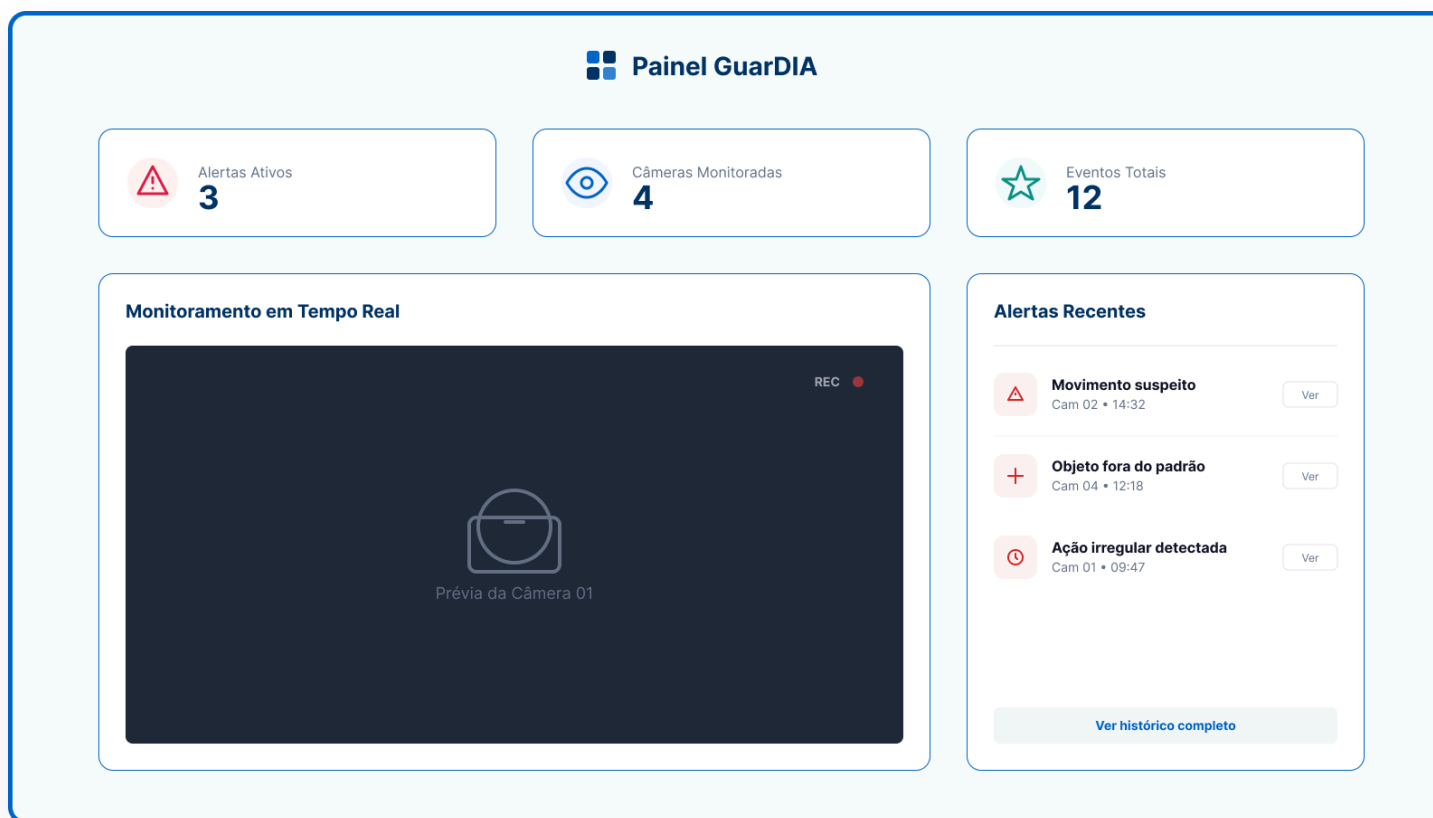 Painel GuarDIA
Alertas Ativos
3
Câmeras Monitoradas
4
Eventos Totais
12
Monitoramento em Tempo Real
REC
Prévia da Câmera 01
Alertas Recentes
Movimento suspeito
Cam 02 • 14:32
Ver
Objeto fora do padrão
Cam 04 • 12:18
Ver
Ação irregular detectada
Cam 01 • 09:47
Ver
Ver histórico completo